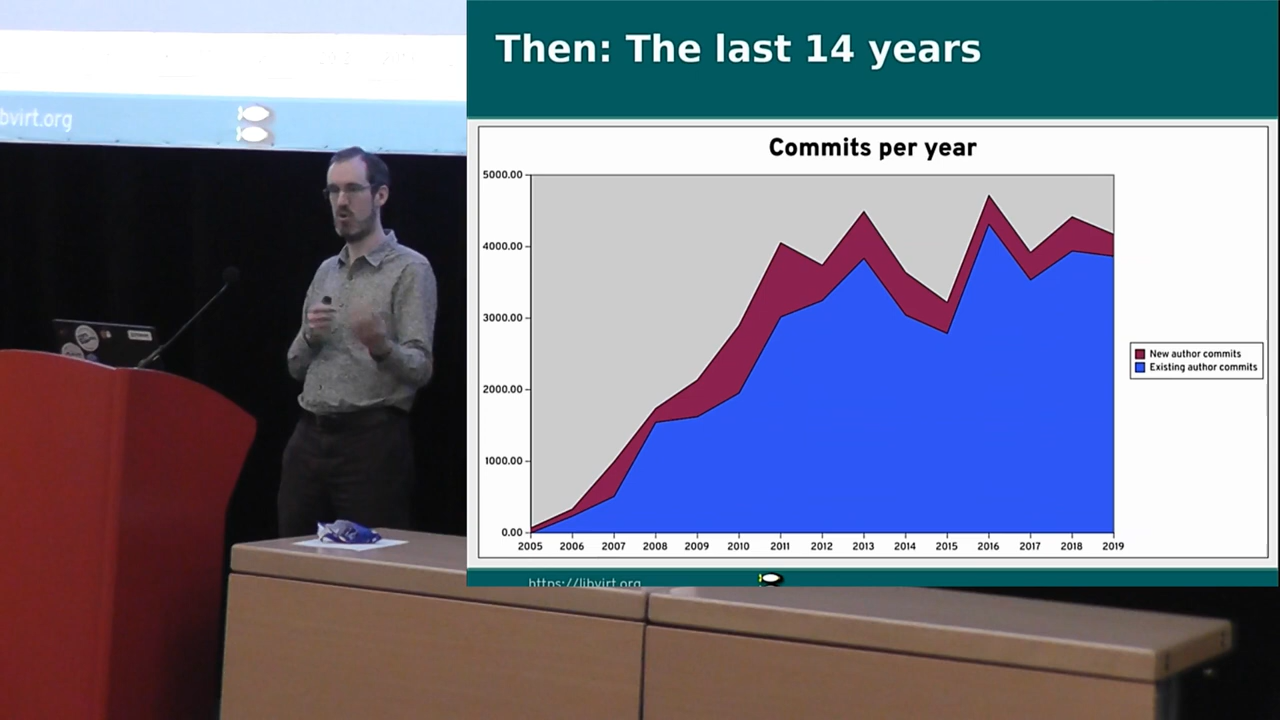 bvirt.org
Then: The last 14 years
Commits per year
5000.00
4000.00
3000.00
2000.00
1000.00
0.00
2005 2006 2007 2008 2009 2010 2011 2012 2013 2014 2015 2016 2017 2018 2019
New author commits
Existing author commits
https://libvirt.org